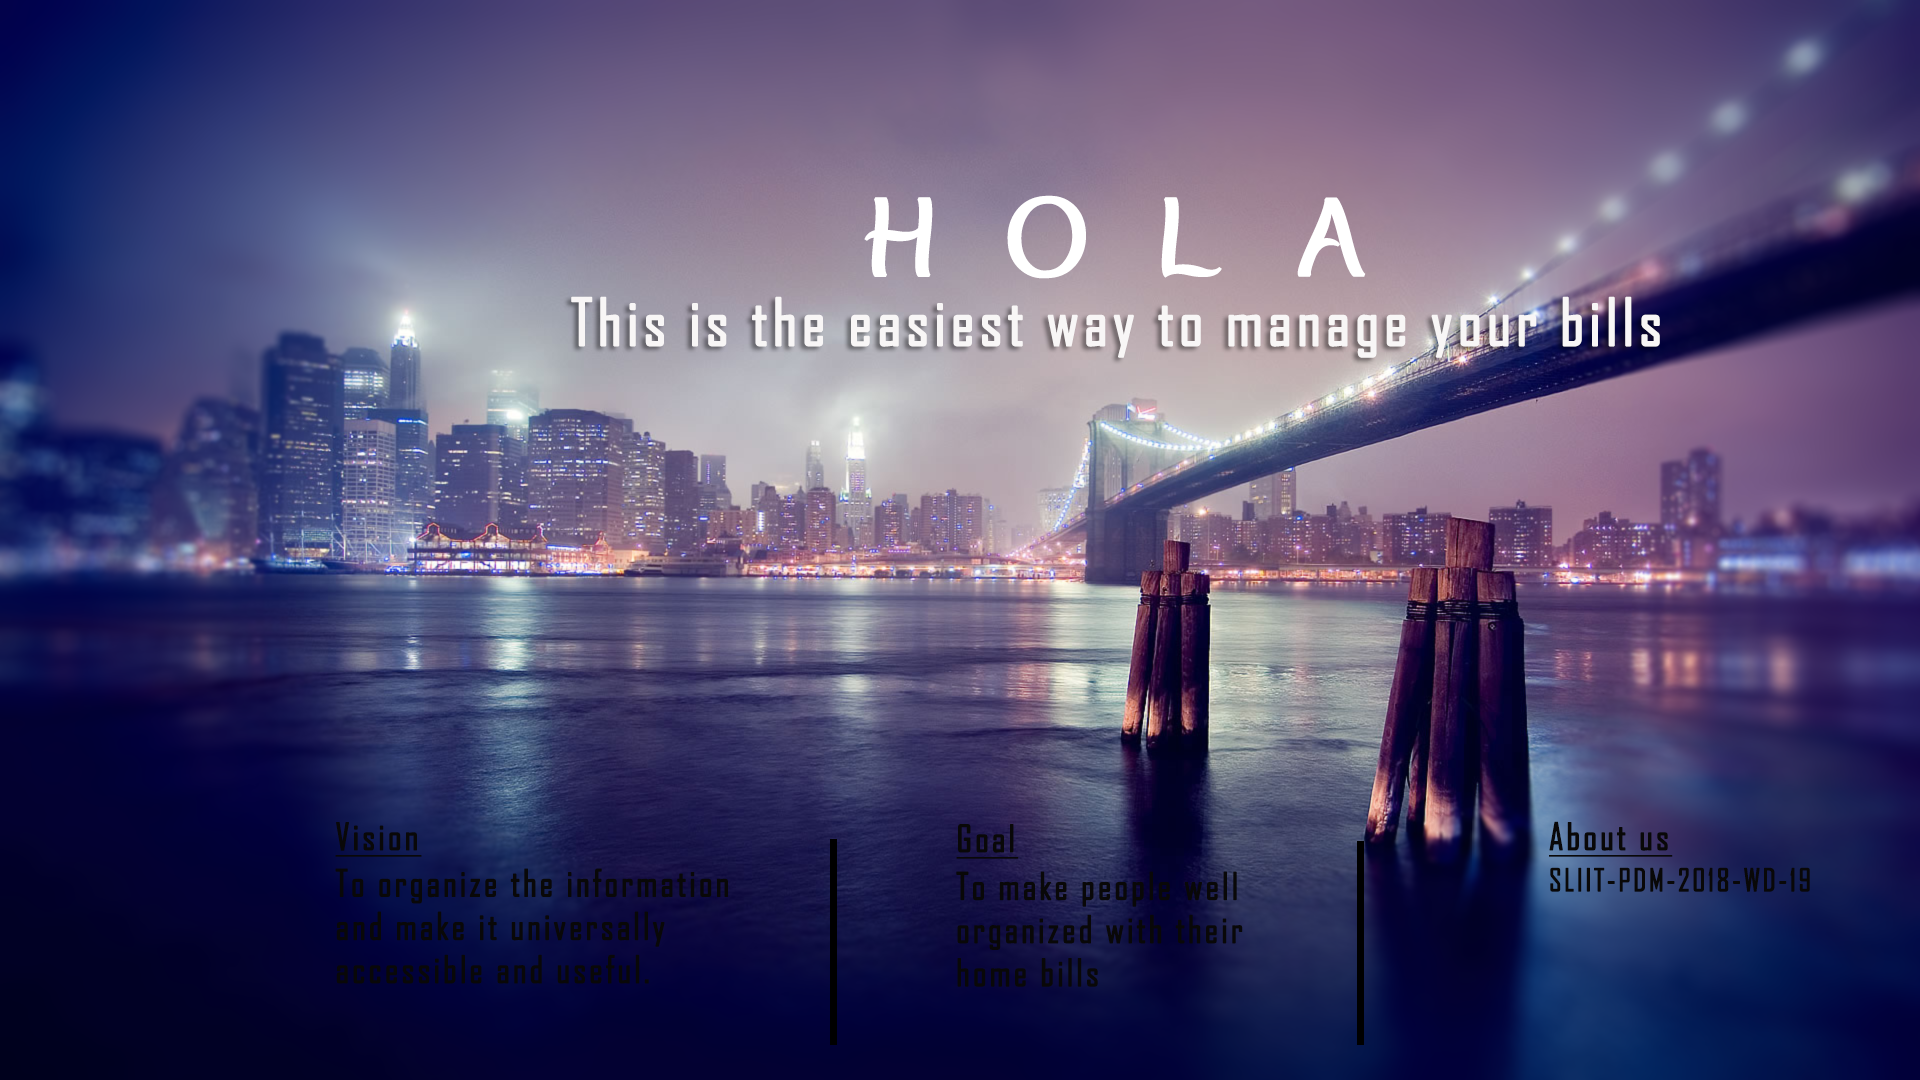 HOLA
This is the easiest way to manage your bills
Vision
To organize the information
and make it universally
accessible and useful.
Goal
To make people well
organized with their
home bills
About us
SLIIT-PDM-2018-WD-19